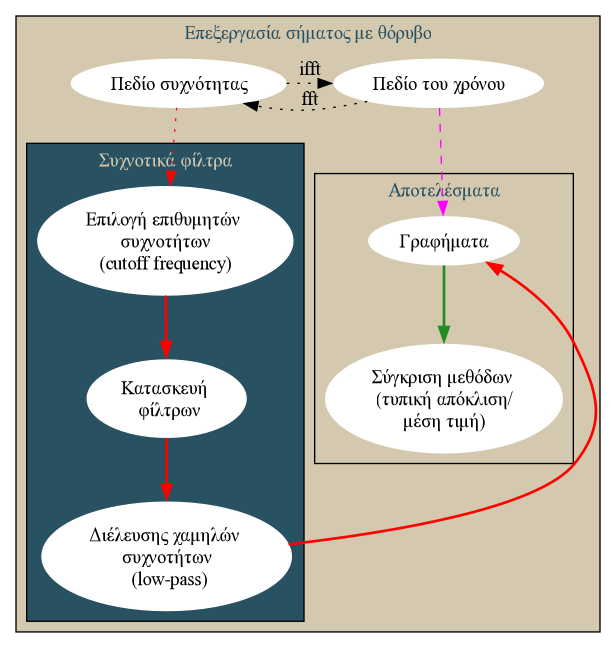 Επεξεργασία σήματος με θόρυβο
Πεδίο συχνότητας
ifft
fft
Πεδίο του χρόνου
Συχνοτικά φίλτρα
Επιλογή επιθυμητών
συχνοτήτων
(cutoff frequency)
Κατασκευή
φίλτρων
Διέλευσης χαμηλών
συχνοτήτων
(low-pass)
Αποτελέσματα
Γραφήματα
Σύγκριση μεθόδων
(τυπική απόκλιση/
μέση τιμή)